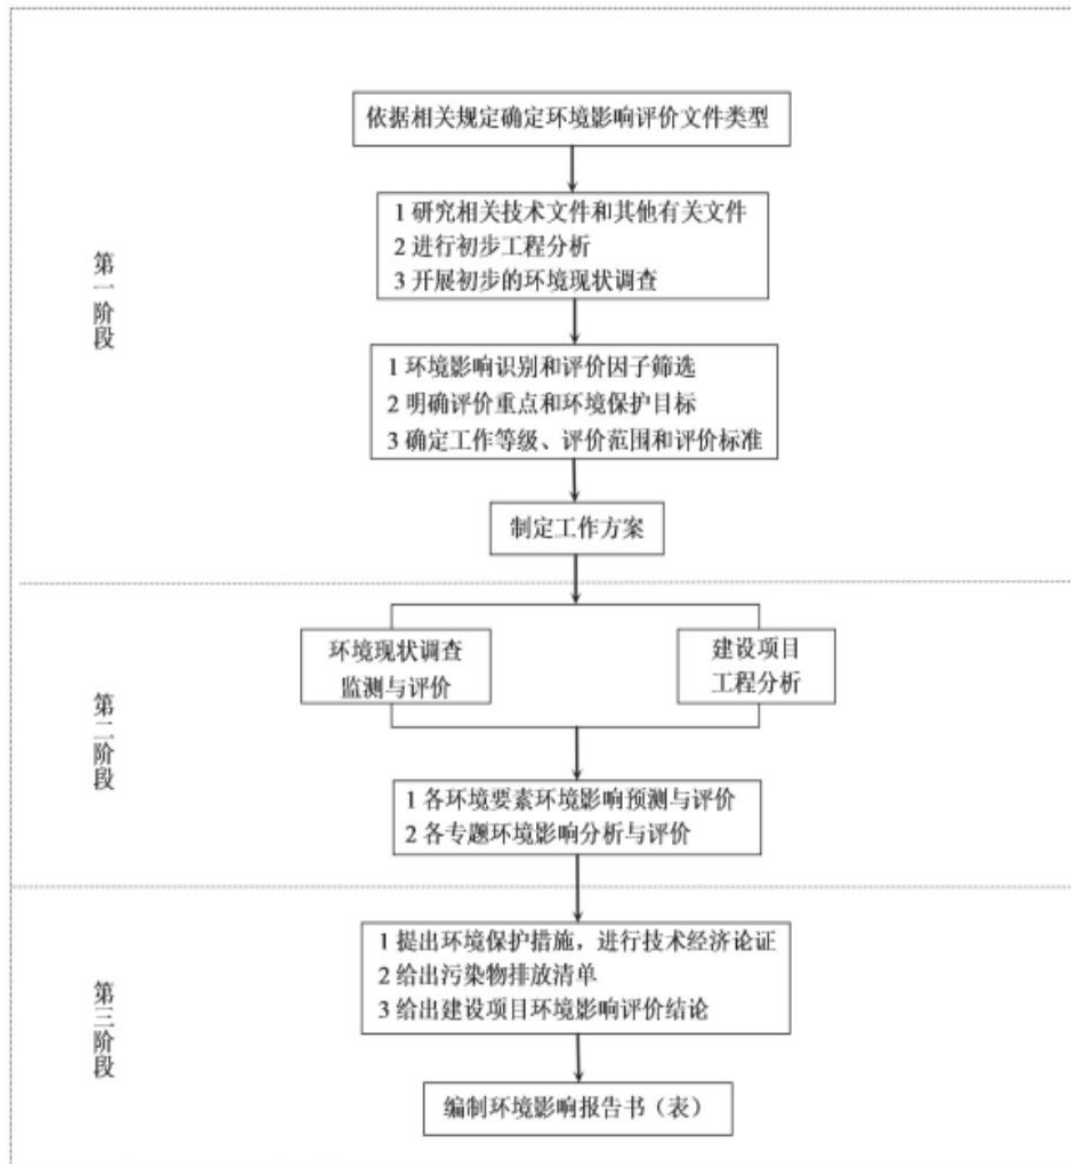 依据相关规定确定环境影响评价文件类型
1 研究相关技术文件和其他有关文件
2 进行初步工程分析
3 开展初步的环境现状调查
第一阶段
1 环境影响识别和评价因子筛选
2 明确评价重点和环境保护目标
3 确定工作等级、评价范围和评价标准
制定工作方案
环境现状调查
监测与评价
建设项目
工程分析
第二阶段
1 各环境要素环境影响预测与评价
2 各专题环境影响分析与评价
1 提出环境保护措施，进行技术经济论证
2 给出污染物排放清单
3 给出建设项目环境影响评价结论
第三阶段
编制环境影响报告书（表）